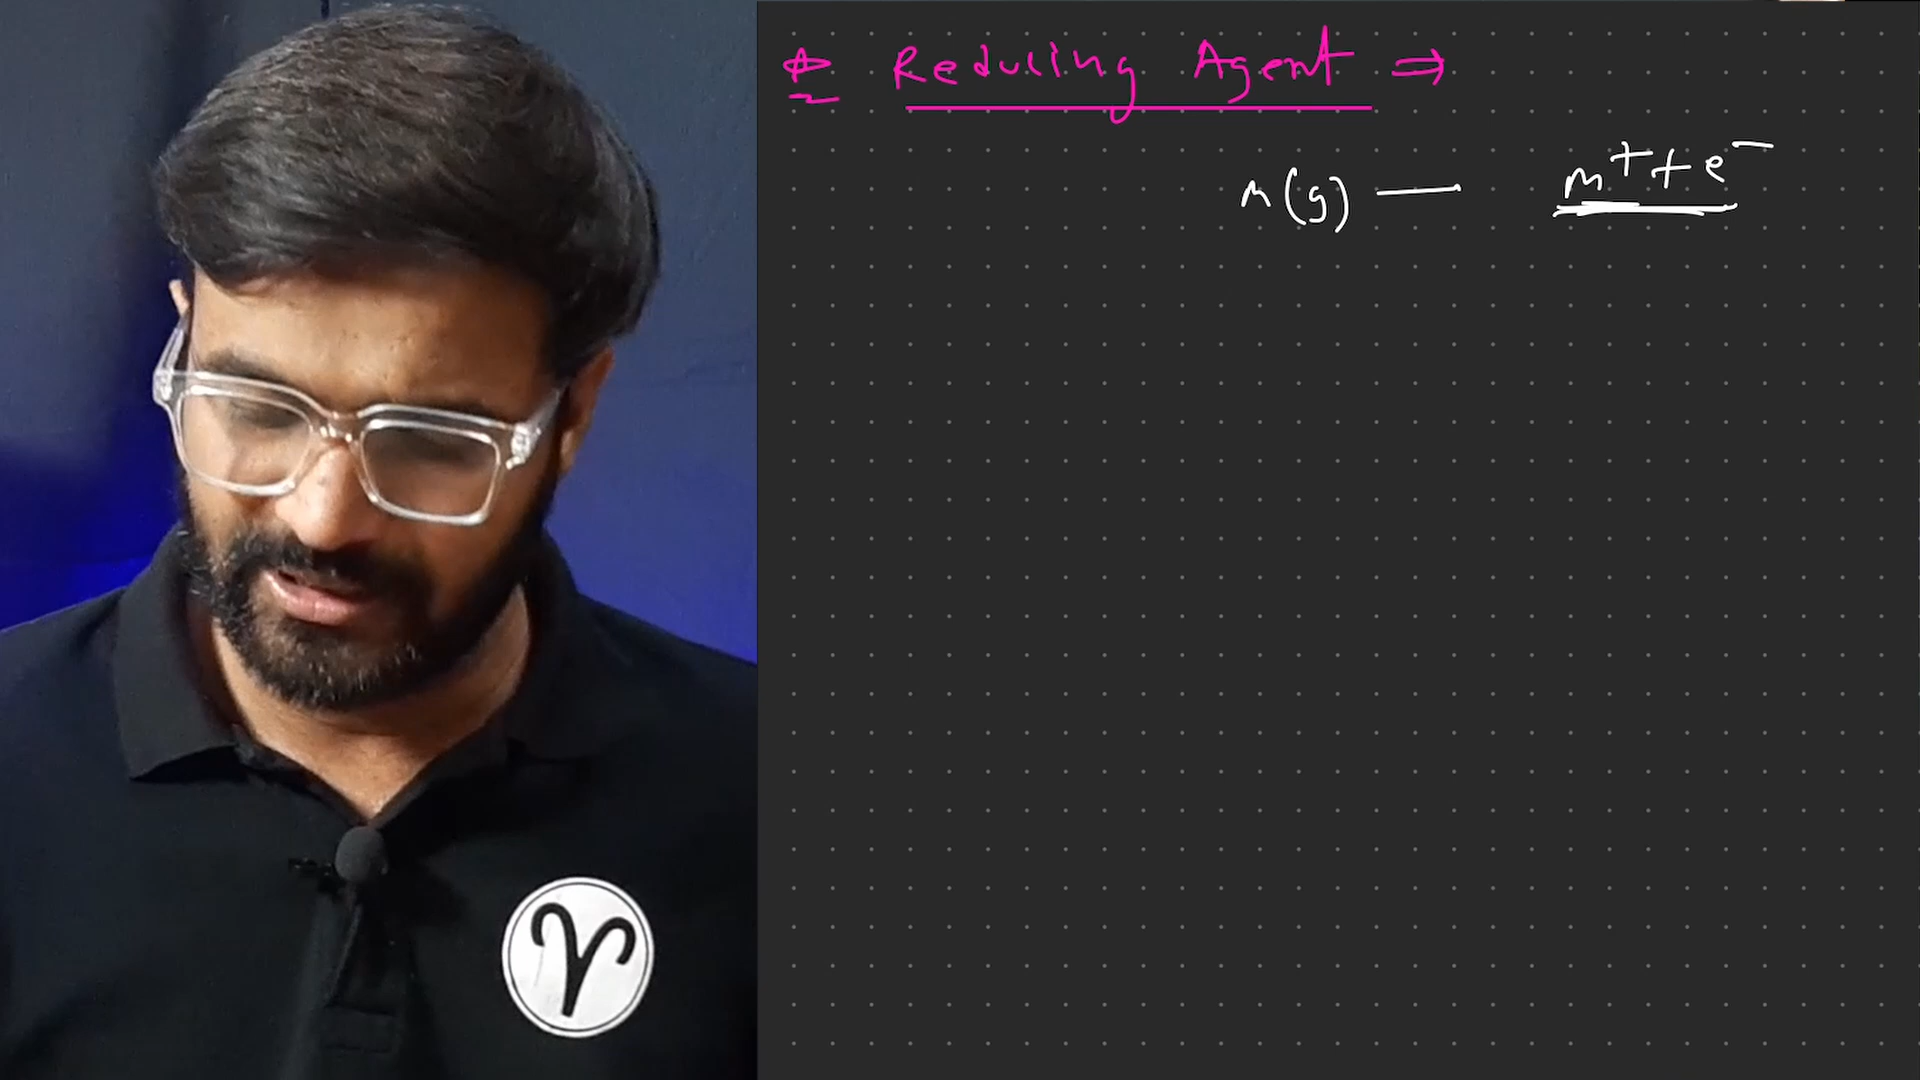 * Reducing Agent ⇒
M(g) — M⁺ + e⁻